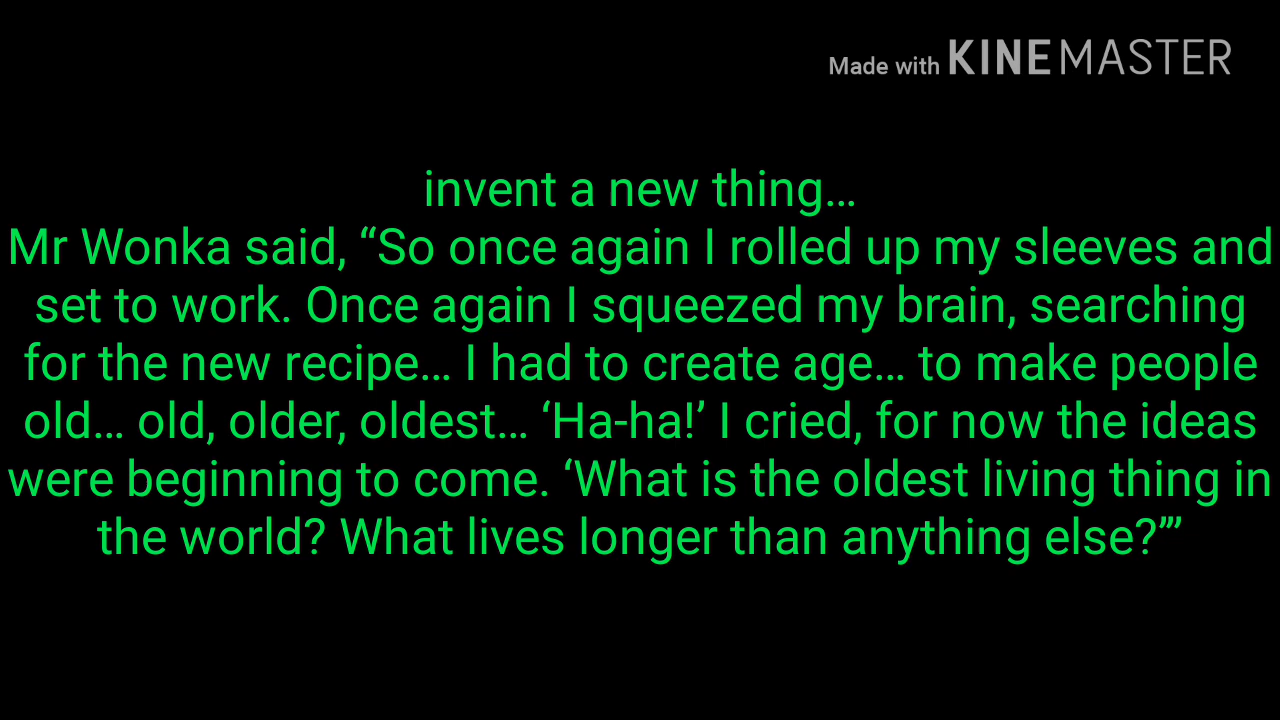 Made with KINEMASTER
invent a new thing…
Mr Wonka said, “So once again I rolled up my sleeves and
set to work. Once again I squeezed my brain, searching
for the new recipe… I had to create age… to make people
old… old, older, oldest… ‘Ha-ha!’ I cried, for now the ideas
were beginning to come. ‘What is the oldest living thing in
the world? What lives longer than anything else?’”